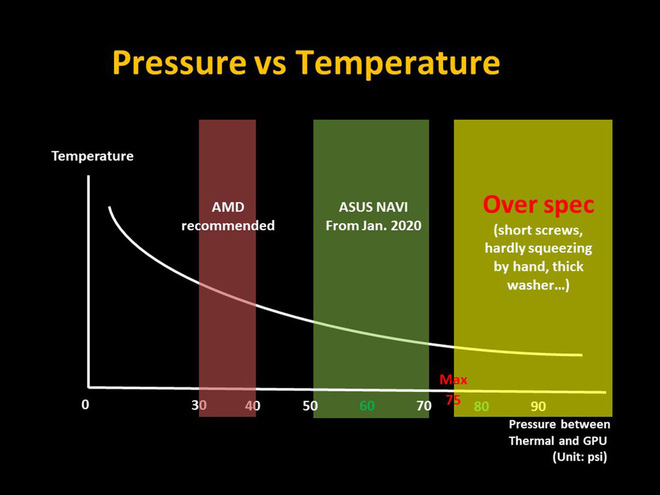 Pressure vs Temperature
Temperature
AMD
recommended
ASUS NAVI
From Jan. 2020
Over spec
(short screws,
hardly squeezing
by hand, thick
washer...)
Max
75
0 30 40 50 60 70 80 90
Pressure between
Thermal and GPU
(Unit: psi)